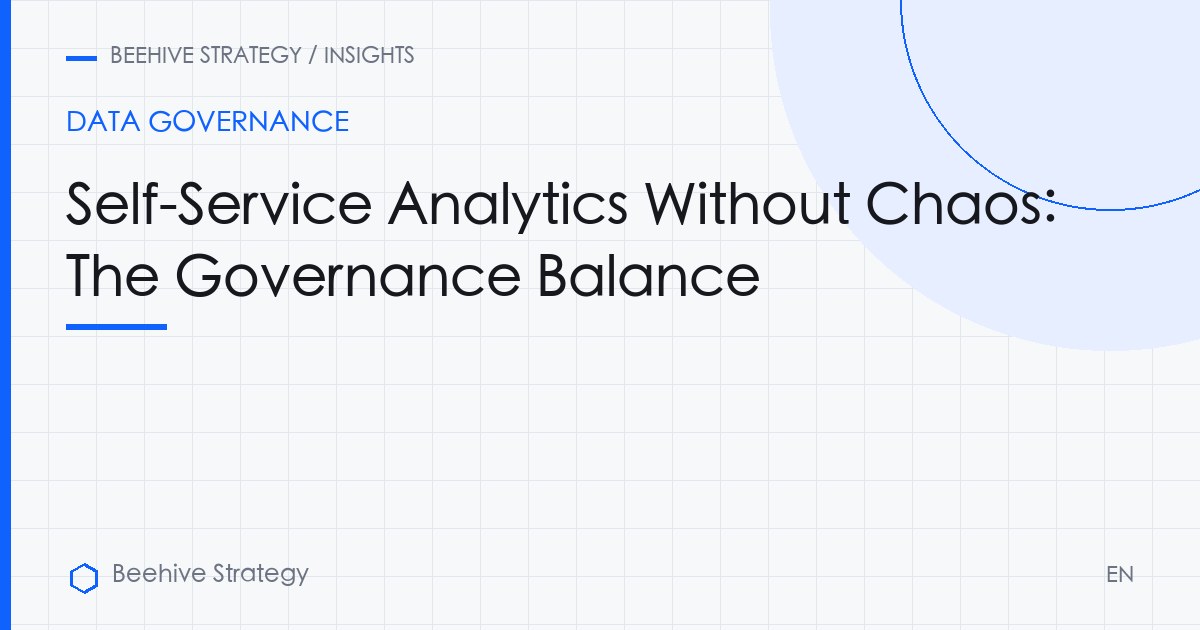 BEEHIVE STRATEGY / INSIGHTS
DATA GOVERNANCE
Self-Service Analytics Without Chaos:
The Governance Balance
Beehive Strategy
EN